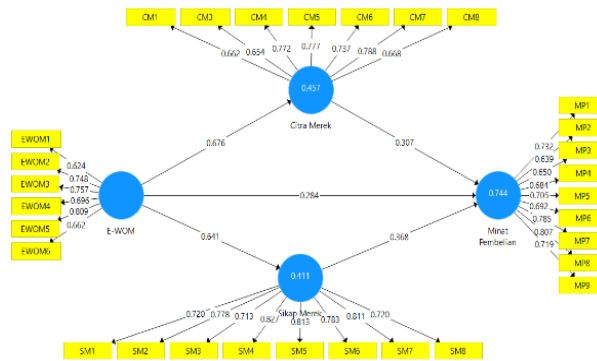 CM1 CM3 CM4 CM5 CM6 CM7 CM8
0.662 0.654 0.772 0.777 0.737 0.788 0.668
0.457
Citra Merek
0.676
0.307
EWOM1
EWOM2
EWOM3
EWOM4
EWOM5
EWOM6
0.624
0.748
0.757
0.696
0.809
0.662
E-WOM
0.284
0.744
Minat
Pembelian
MP1
MP2
MP3
MP4
MP5
MP6
MP7
MP8
MP9
0.732
0.639
0.650
0.684
0.705
0.692
0.785
0.807
0.719
0.641
0.368
0.411
Sikap Merek
0.720 0.778 0.713 0.827 0.813 0.783 0.811 0.720
SM1 SM2 SM3 SM4 SM5 SM6 SM7 SM8